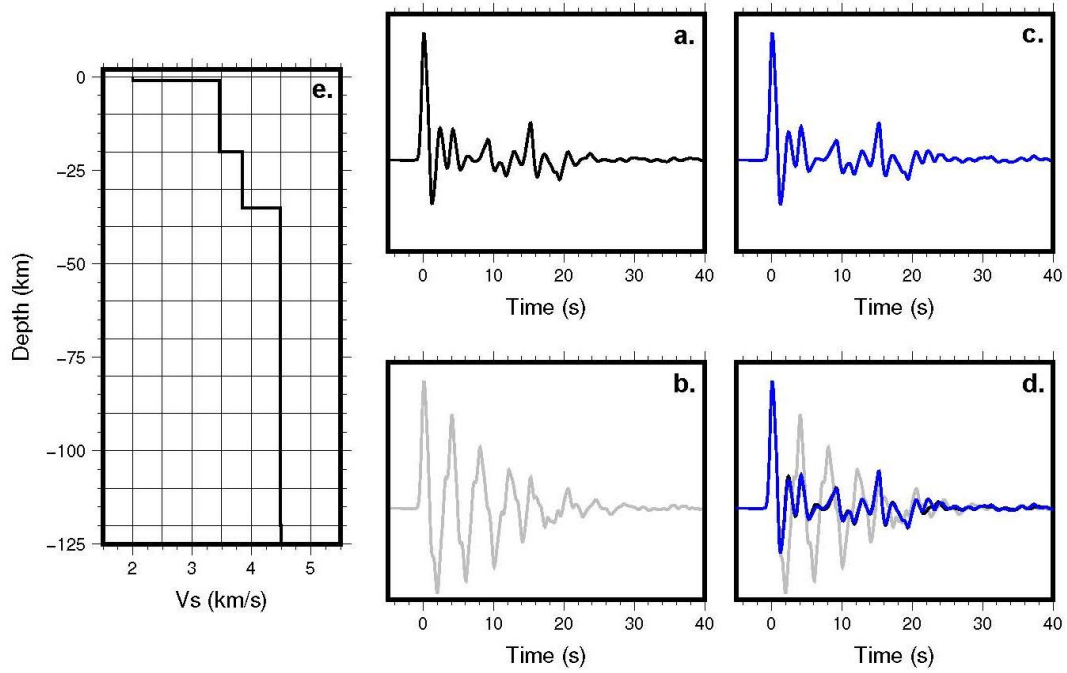 e.
0
−25
−50
−75
−100
−125
Depth (km)
2 3 4 5
Vs (km/s)
a.
0 10 20 30 40
Time (s)
c.
0 10 20 30 40
Time (s)
b.
0 10 20 30 40
Time (s)
d.
0 10 20 30 40
Time (s)